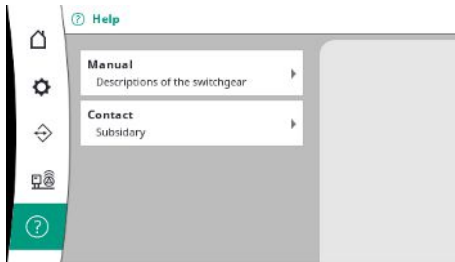 ? Help
Manual
Descriptions of the switchgear
Contact
Subsidary
?